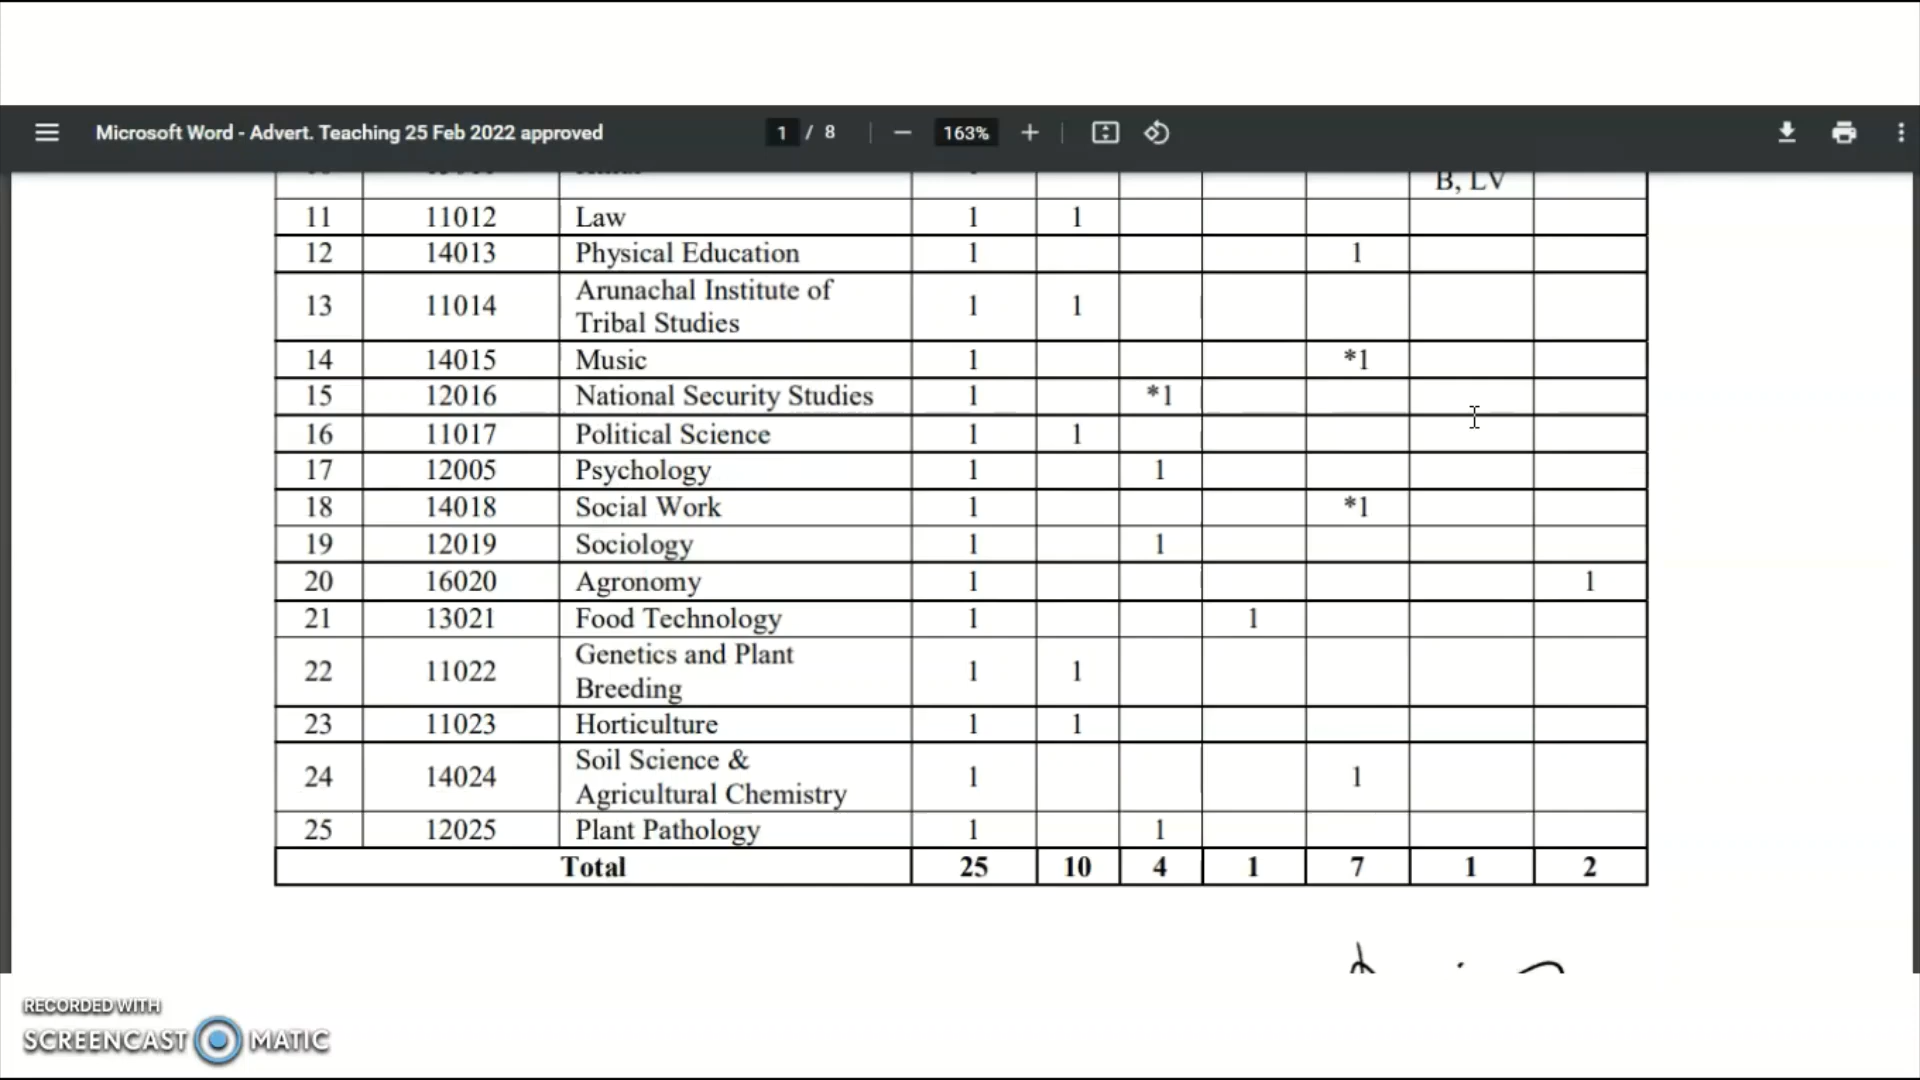 Microsoft Word - Advert. Teaching 25 Feb 2022 approved 1 / 8 163%
B, LV
11 11012 Law 1 1
12 14013 Physical Education 1 1
13 11014 Arunachal Institute of Tribal Studies 1 1
14 14015 Music 1 *1
15 12016 National Security Studies 1 *1
16 11017 Political Science 1 1
17 12005 Psychology 1 1
18 14018 Social Work 1 *1
19 12019 Sociology 1 1
20 16020 Agronomy 1 1
21 13021 Food Technology 1 1
22 11022 Genetics and Plant Breeding 1 1
23 11023 Horticulture 1 1
24 14024 Soil Science & Agricultural Chemistry 1 1
25 12025 Plant Pathology 1 1
Total 25 10 4 1 7 1 2
RECORDED WITH
SCREENCAST MATIC